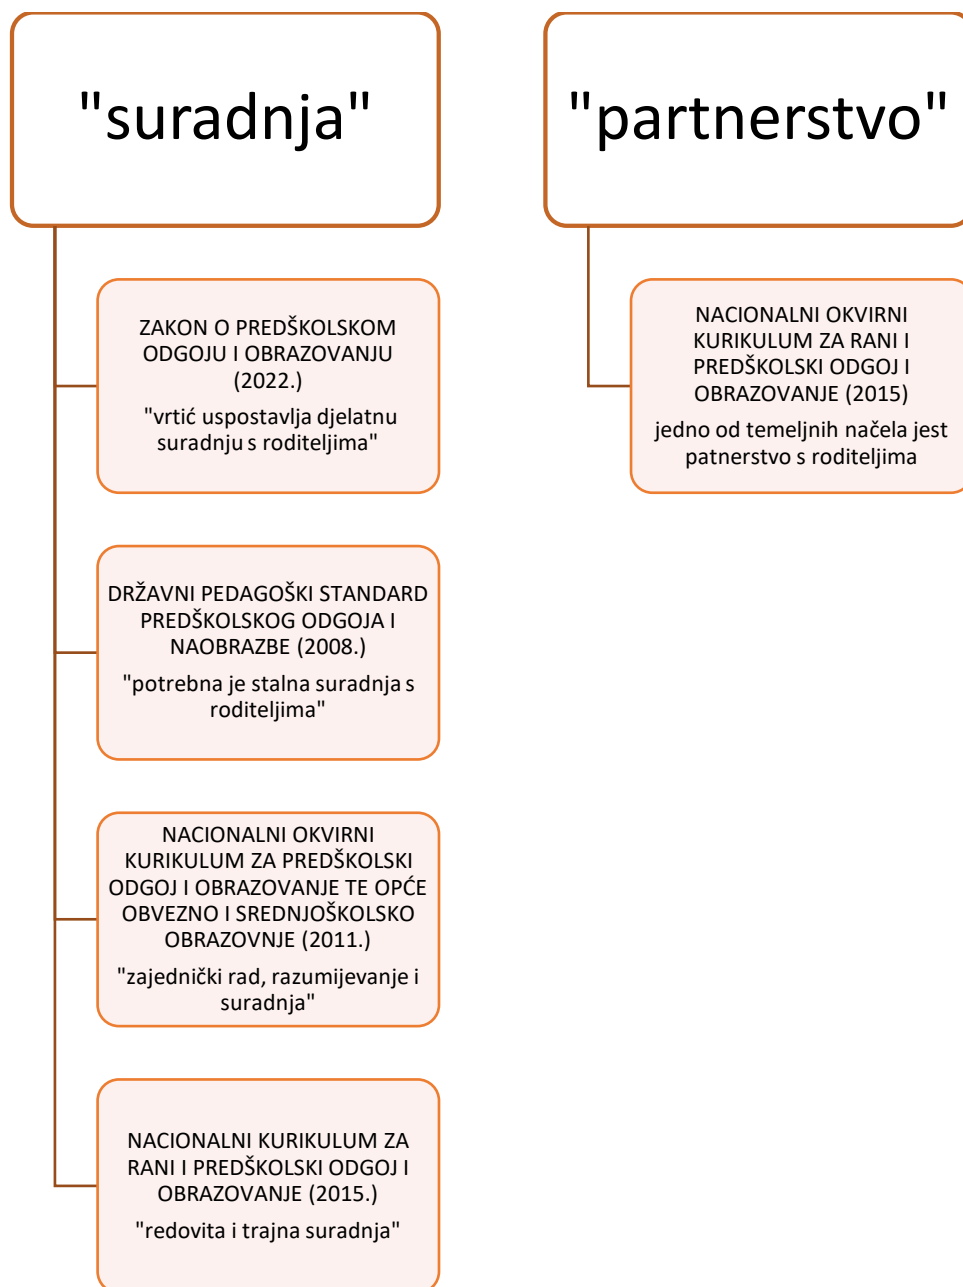 "suradnja"
ZAKON O PREDŠKOLSKOM
ODGOJU I OBRAZOVANJU
(2022.)
"vrtić uspostavlja djelatnu
suradnju s roditeljima"
DRŽAVNI PEDAGOŠKI STANDARD
PREDŠKOLSKOG ODGOJA I
NAOBRAZBE (2008.)
"potrebna je stalna suradnja s
roditeljima"
NACIONALNI OKVIRNI
KURIKULUM ZA PREDŠKOLSKI
ODGOJ I OBRAZOVANJE TE OPĆE
OBVEZNO I SREDNJOŠKOLSKO
OBRAZOVNJE (2011.)
"zajednički rad, razumijevanje i
suradnja"
NACIONALNI KURIKULUM ZA
RANI I PREDŠKOLSKI ODGOJ I
OBRAZOVANJE (2015.)
"redovita i trajna suradnja"
"partnerstvo"
NACIONALNI OKVIRNI
KURIKULUM ZA RANI I
PREDŠKOLSKI ODGOJ I
OBRAZOVANJE (2015)
jedno od temeljnih načela jest
patnerstvo s roditeljima